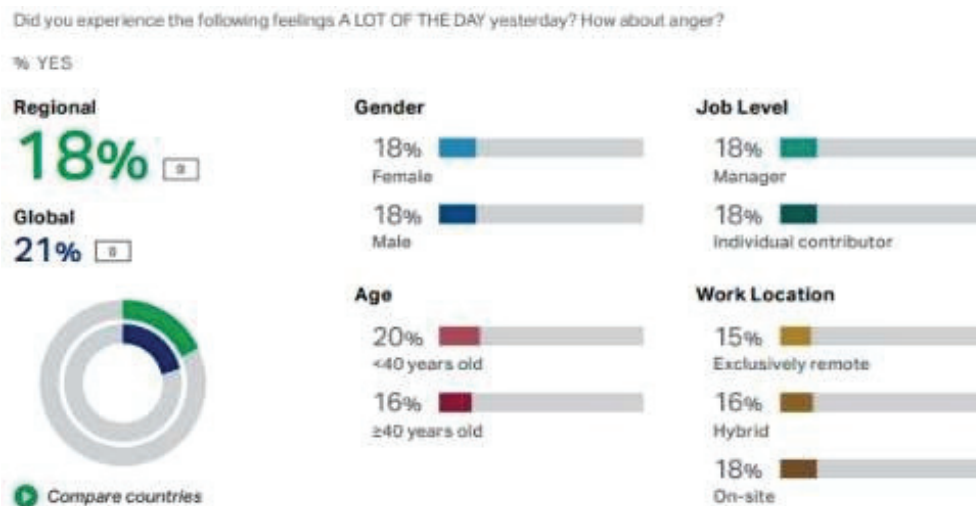 Did you experience the following feelings A LOT OF THE DAY yesterday? How about anger?
% YES
Regional
18%
Global
21%
Compare countries
Gender
18%
Female
18%
Male
Age
20%
<40 years old
16%
≥40 years old
Job Level
18%
Manager
18%
Individual contributor
Work Location
15%
Exclusively remote
16%
Hybrid
18%
On-site